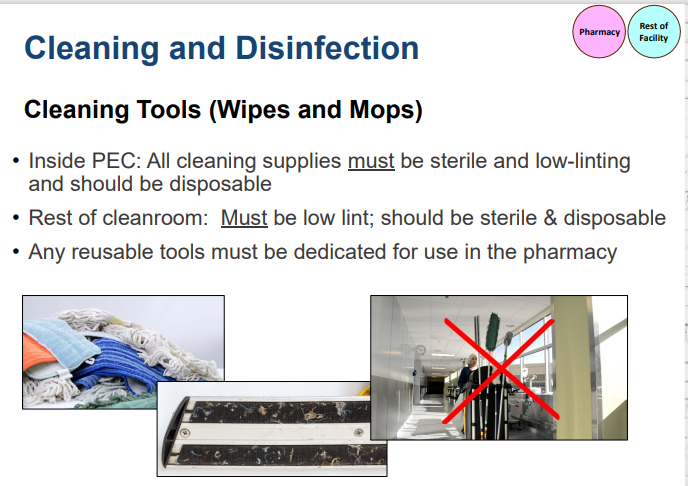 Pharmacy
Rest of
Facility
Cleaning and Disinfection
Cleaning Tools (Wipes and Mops)
• Inside PEC: All cleaning supplies must be sterile and low-linting
and should be disposable
• Rest of cleanroom: Must be low lint; should be sterile & disposable
• Any reusable tools must be dedicated for use in the pharmacy